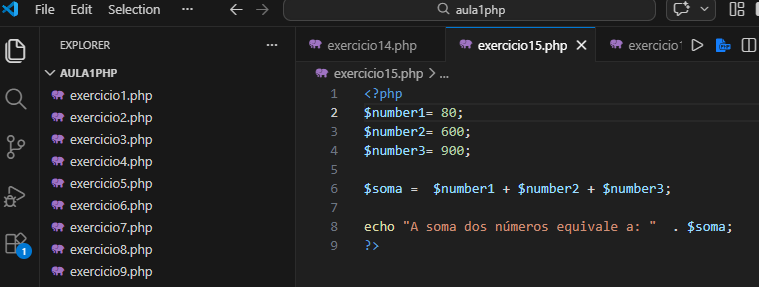 File Edit Selection ... aula1php
EXPLORER ...
AULA1PHP
exercicio1.php
exercicio2.php
exercicio3.php
exercicio4.php
exercicio5.php
exercicio6.php
exercicio7.php
exercicio8.php
exercicio9.php
1
exercicio14.php exercicio15.php exercicio1
exercicio15.php > ...
1 <?php
2 $number1= 80;
3 $number2= 600;
4 $number3= 900;
5
6 $soma =  $number1 + $number2 + $number3;
7
8 echo "A soma dos números equivale a: "  . $soma;
9 ?>